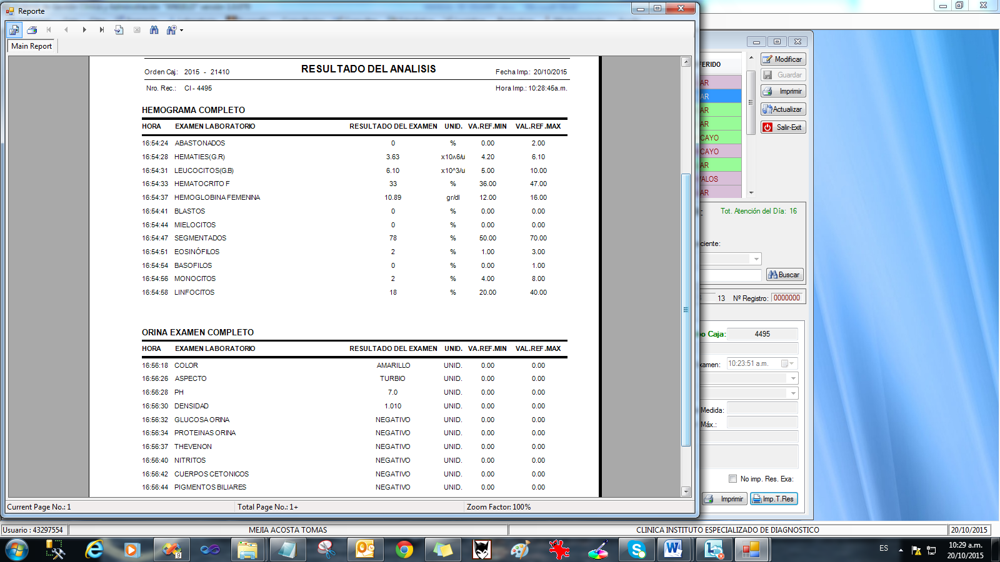 Reporte
Main Report
Orden Caj: 2015 - 21410 RESULTADO DEL ANALISIS Fecha Imp.: 20/10/2015
Nro. Rec.: CI - 4495 Hora Imp.: 10:28:45a.m.
HEMOGRAMA COMPLETO
HORA EXAMEN LABORATORIO RESULTADO DEL EXAMEN UNID. VA.REF.MIN VAL.REF.MAX
16:54:24 ABASTONADOS 0 % 0.00 2.00
16:54:28 HEMATIES(G.R) 3.63 x10^6/u 4.20 6.10
16:54:31 LEUCOCITOS(G.B) 6.10 x10^3/u 5.00 10.00
16:54:33 HEMATOCRITO F 33 % 36.00 47.00
16:54:37 HEMOGLOBINA FEMENINA 10.89 gr/dl 12.00 16.00
16:54:41 BLASTOS 0 % 0.00 0.00
16:54:44 MIELOCITOS 0 % 0.00 0.00
16:54:47 SEGMENTADOS 78 % 50.00 70.00
16:54:51 EOSINÓFILOS 2 % 1.00 3.00
16:54:54 BASOFILOS 0 % 0.00 1.00
16:54:56 MONOCITOS 2 % 4.00 8.00
16:54:58 LINFOCITOS 18 % 20.00 40.00
ORINA EXAMEN COMPLETO
HORA EXAMEN LABORATORIO RESULTADO DEL EXAMEN UNID. VA.REF.MIN VAL.REF.MAX
16:56:18 COLOR AMARILLO UNID. 0.00 0.00
16:56:26 ASPECTO TURBIO UNID. 0.00 0.00
16:56:28 PH 7.0 UNID. 0.00 0.00
16:56:30 DENSIDAD 1.010 UNID. 0.00 0.00
16:56:32 GLUCOSA ORINA NEGATIVO UNID. 0.00 0.00
16:56:34 PROTEINAS ORINA NEGATIVO UNID. 0.00 0.00
16:56:37 THEVENON NEGATIVO UNID. 0.00 0.00
16:56:40 NITRITOS NEGATIVO UNID. 0.00 0.00
16:56:42 CUERPOS CETONICOS NEGATIVO UNID. 0.00 0.00
16:56:44 PIGMENTOS BILIARES NEGATIVO UNID. 0.00 0.00
Current Page No.: 1 Total Page No.: 1+ Zoom Factor: 100%
FERIDO
AR
AR
AR
AR
CAYO
CAYO
AR
VALOS
AR
Modificar
Guardar
Imprimir
Actualizar
Salir-Exit
Tot. Atención del Día: 16
ciente:
Buscar
13 Nº Registro: 0000000
o Caja: 4495
xamen: 10:23:51 a.m.
Medida:
Máx.:
No imp. Res. Exa:
Imprimir Imp.T.Res
Usuario : 43297554 MEJIA ACOSTA TOMAS CLINICA INSTITUTO ESPECIALIZADO DE DIAGNOSTICO 20/10/2015
9
ES
10:29 a.m.
20/10/2015